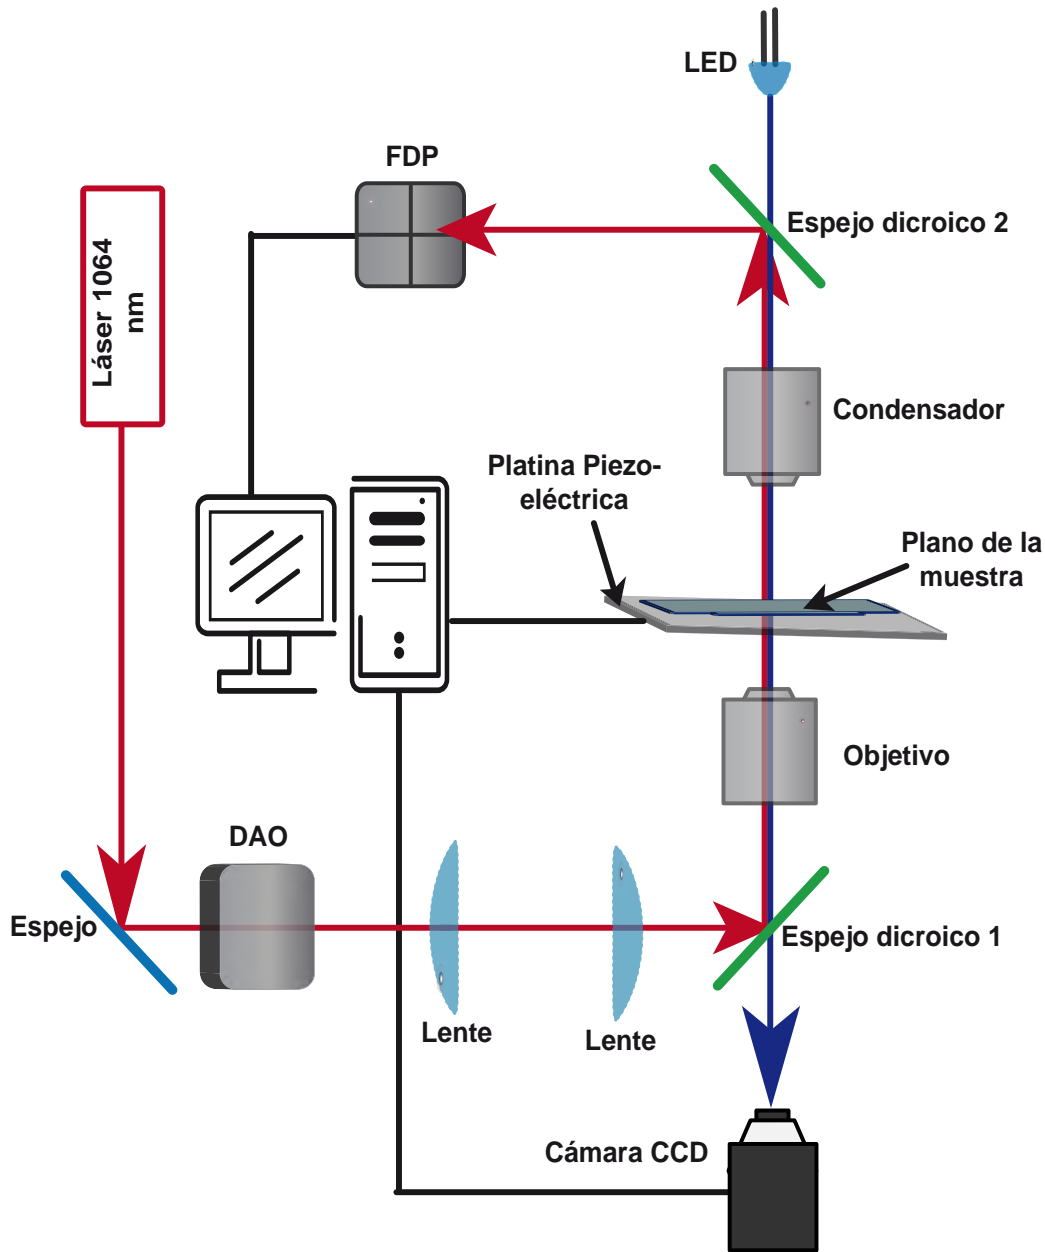 LED
FDP
Espejo dicroico 2
Láser 1064
nm
Condensador
Platina Piezo-
eléctrica
Plano de la
muestra
Objetivo
DAO
Espejo
Espejo dicroico 1
Lente
Lente
Cámara CCD